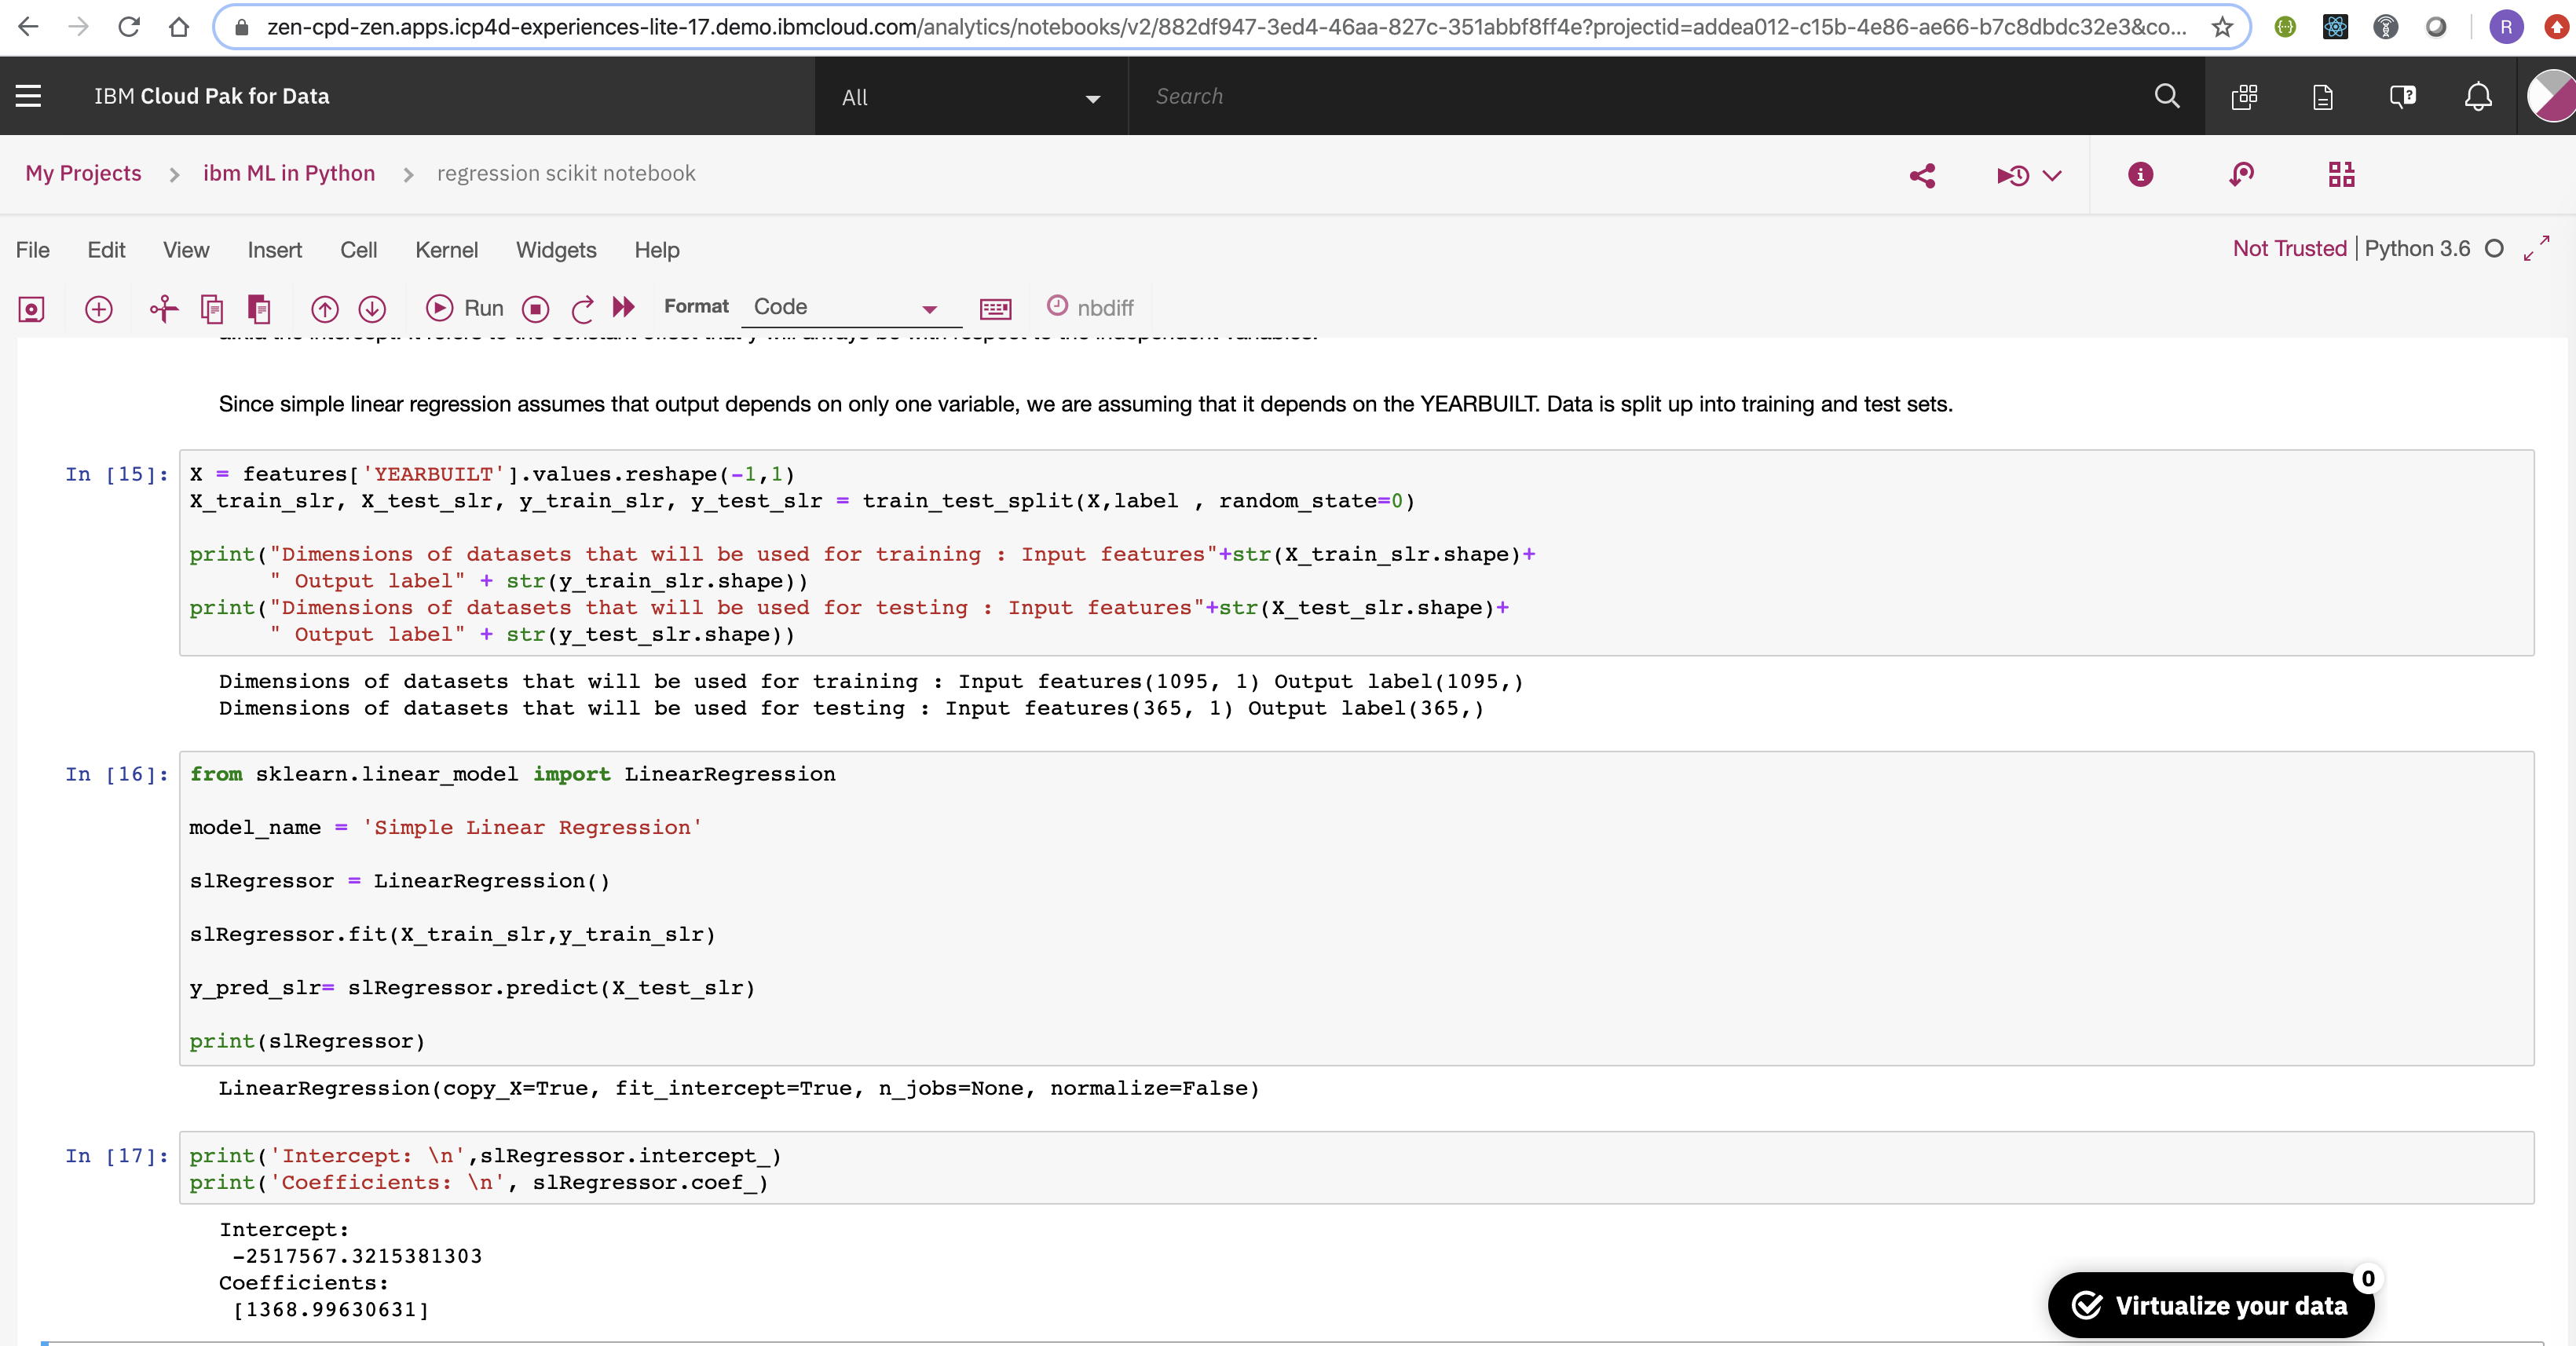 zen-cpd-zen.apps.icp4d-experiences-lite-17.demo.ibmcloud.com/analytics/notebooks/v2/882df947-3ed4-46aa-827c-351abbf8ff4e?projectid=addea012-c15b-4e86-ae66-b7c8dbdc32e3&co...
R
IBM Cloud Pak for Data
All
Search
My Projects > ibm ML in Python > regression scikit notebook
File Edit View Insert Cell Kernel Widgets Help
Not Trusted | Python 3.6
Run Format Code nbdiff
Since simple linear regression assumes that output depends on only one variable, we are assuming that it depends on the YEARBUILT. Data is split up into training and test sets.
In [15]: X = features['YEARBUILT'].values.reshape(-1,1)
X_train_slr, X_test_slr, y_train_slr, y_test_slr = train_test_split(X,label , random_state=0)
print("Dimensions of datasets that will be used for training : Input features"+str(X_train_slr.shape)+
" Output label" + str(y_train_slr.shape))
print("Dimensions of datasets that will be used for testing : Input features"+str(X_test_slr.shape)+
" Output label" + str(y_test_slr.shape))
Dimensions of datasets that will be used for training : Input features(1095, 1) Output label(1095,)
Dimensions of datasets that will be used for testing : Input features(365, 1) Output label(365,)
In [16]: from sklearn.linear_model import LinearRegression
model_name = 'Simple Linear Regression'
slRegressor = LinearRegression()
slRegressor.fit(X_train_slr,y_train_slr)
y_pred_slr= slRegressor.predict(X_test_slr)
print(slRegressor)
LinearRegression(copy_X=True, fit_intercept=True, n_jobs=None, normalize=False)
In [17]: print('Intercept: \n',slRegressor.intercept_)
print('Coefficients: \n', slRegressor.coef_)
Intercept:
-2517567.3215381303
Coefficients:
[1368.99630631]
0
Virtualize your data